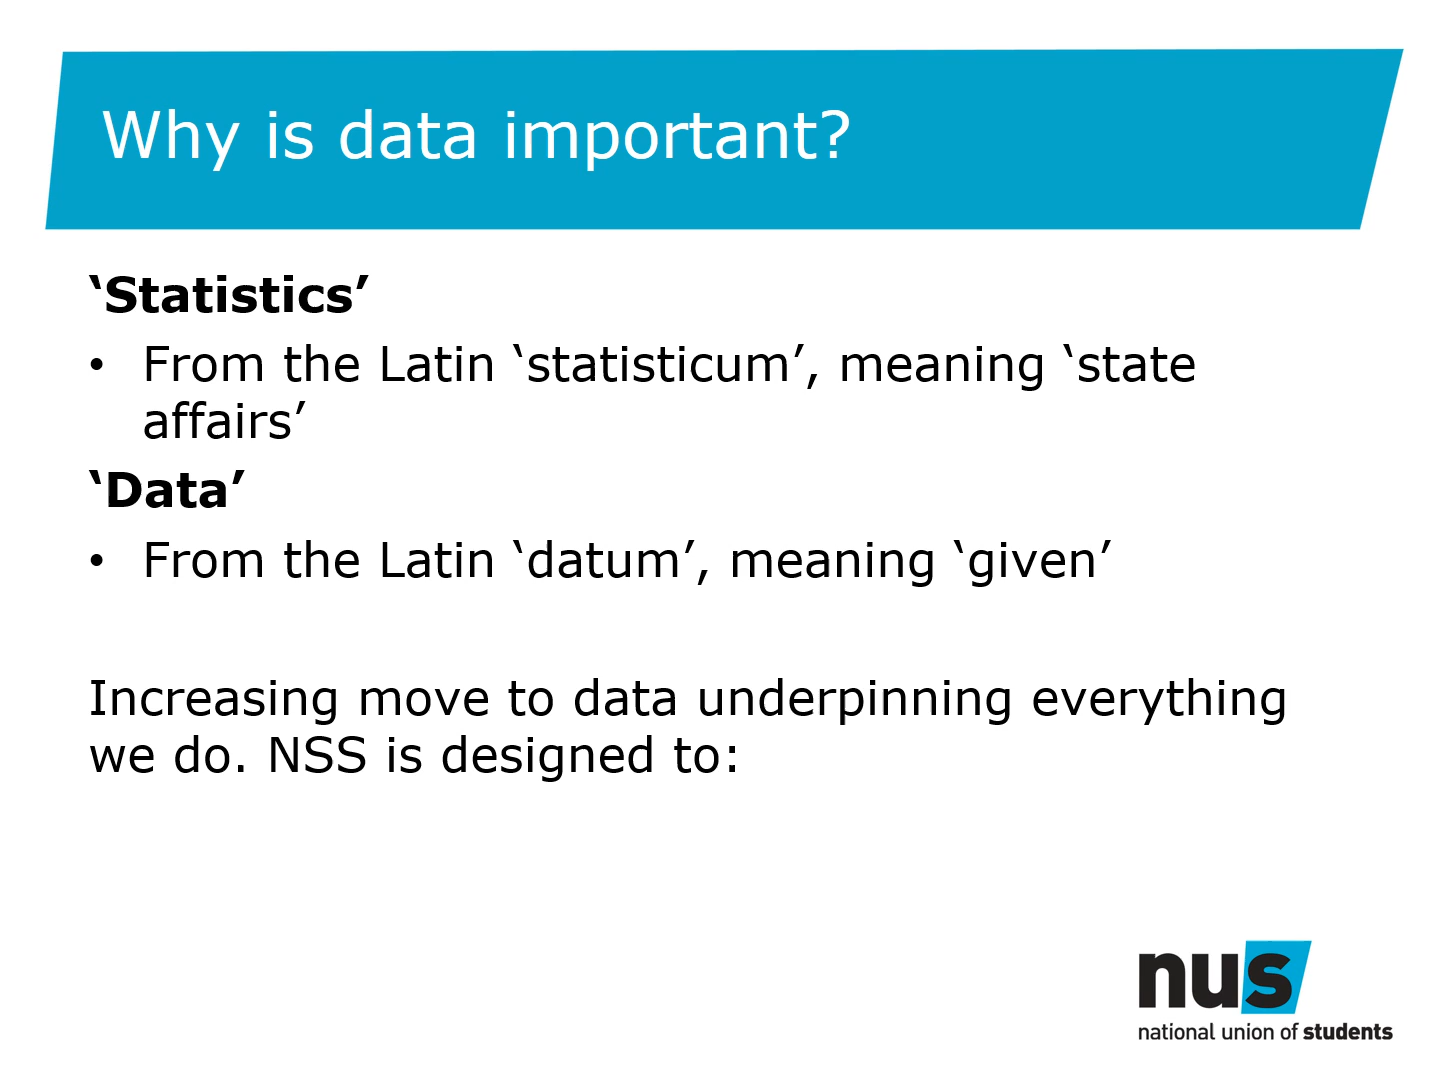 Why is data important?
‘Statistics’
• From the Latin ‘statisticum’, meaning ‘state
affairs’
‘Data’
• From the Latin ‘datum’, meaning ‘given’
Increasing move to data underpinning everything
we do. NSS is designed to:
nus
national union of students